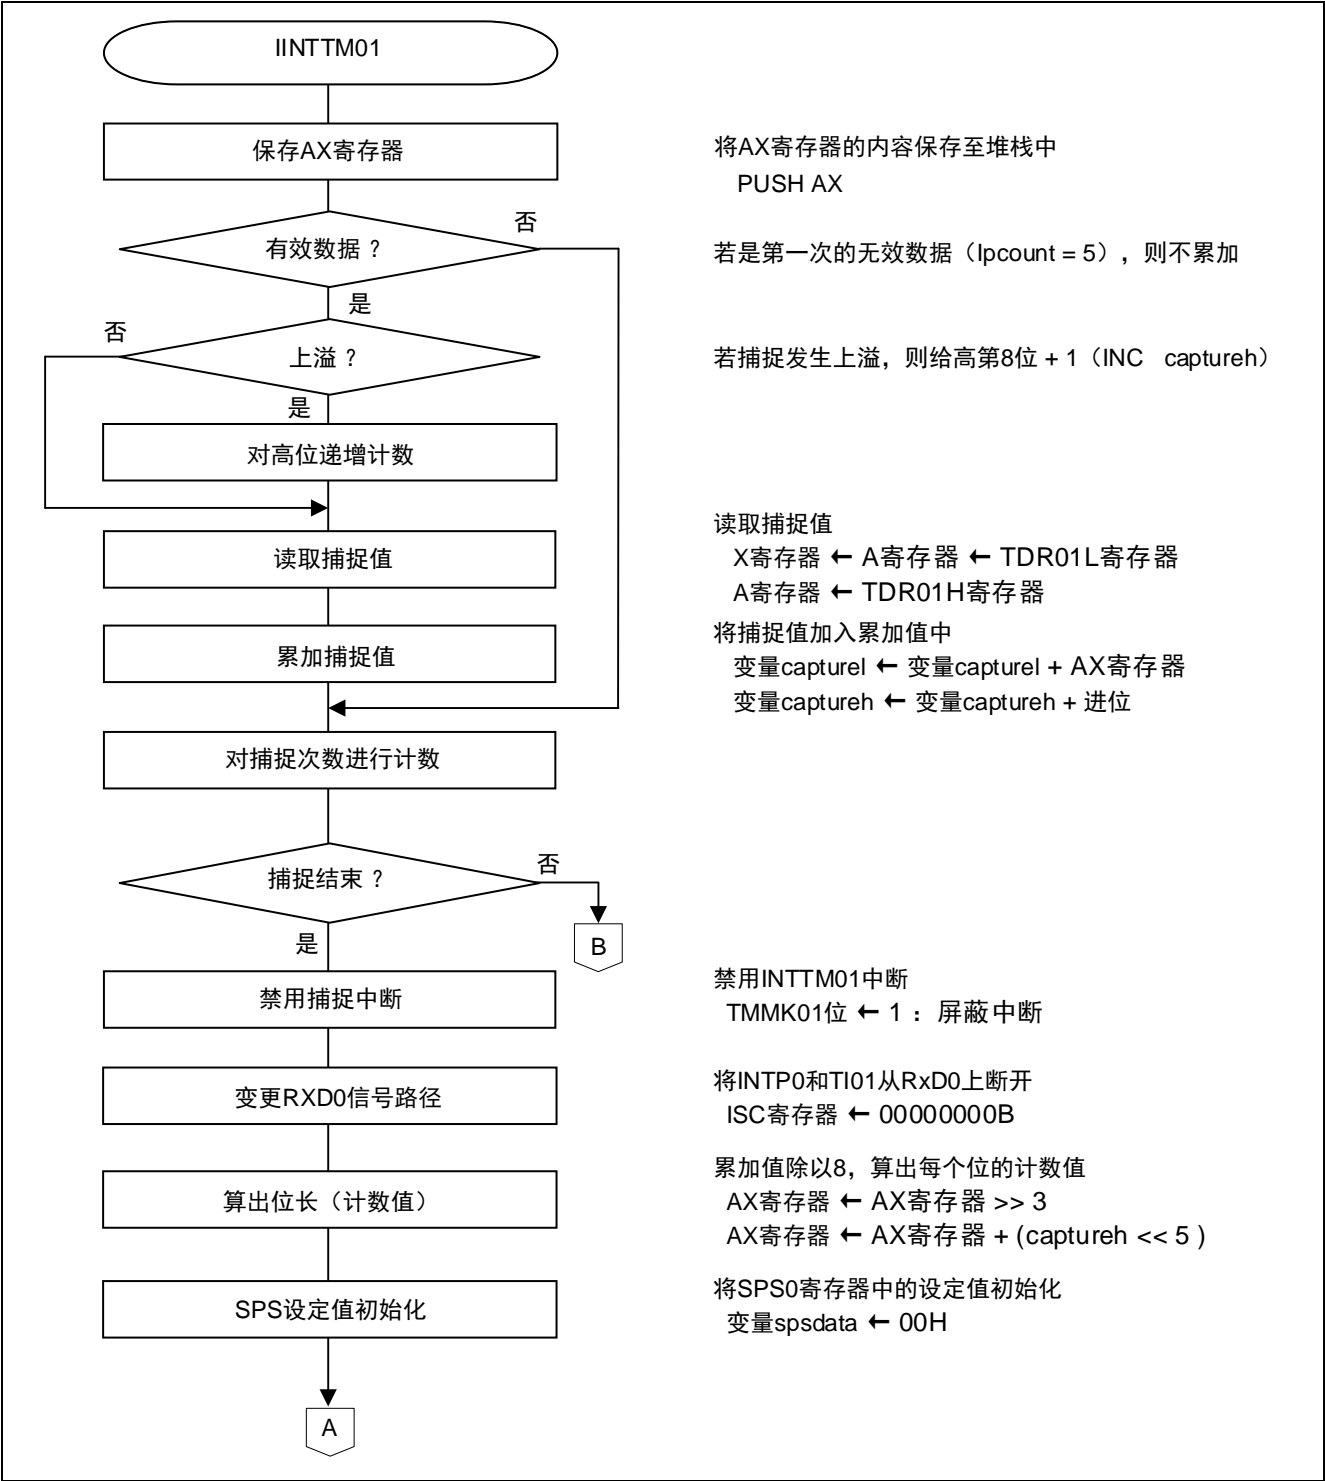 IINTTM01
保存AX寄存器
将AX寄存器的内容保存至堆栈中
PUSH AX
否
有效数据 ？
若是第一次的无效数据（lpcount = 5），则不累加
是
否
上溢 ？
若捕捉发生上溢，则给高第8位 + 1（INC captureh）
是
对高位递增计数
读取捕捉值
读取捕捉值
X寄存器 ← A寄存器 ← TDR01L寄存器
A寄存器 ← TDR01H寄存器
累加捕捉值
将捕捉值加入累加值中
变量capturel ← 变量capturel + AX寄存器
变量captureh ← 变量captureh + 进位
对捕捉次数进行计数
捕捉结束 ？
否
B
是
禁用捕捉中断
禁用INTTM01中断
TMMK01位 ← 1 ： 屏蔽中断
变更RXD0信号路径
将INTP0和TI01从RxD0上断开
ISC寄存器 ← 00000000B
算出位长（计数值）
累加值除以8，算出每个位的计数值
AX寄存器 ← AX寄存器 >> 3
AX寄存器 ← AX寄存器 + (captureh << 5 )
SPS设定值初始化
将SPS0寄存器中的设定值初始化
变量spsdata ← 00H
A